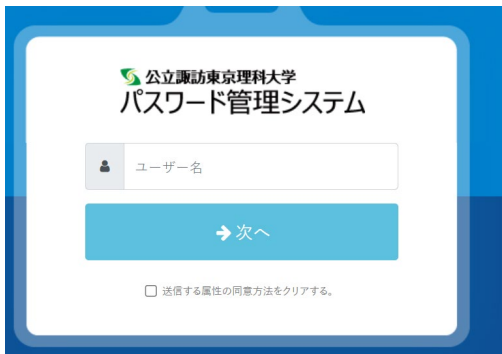 公立諏訪東京理科大学
パスワード管理システム
ユーザー名
次へ
送信する属性の同意方法をクリアする。